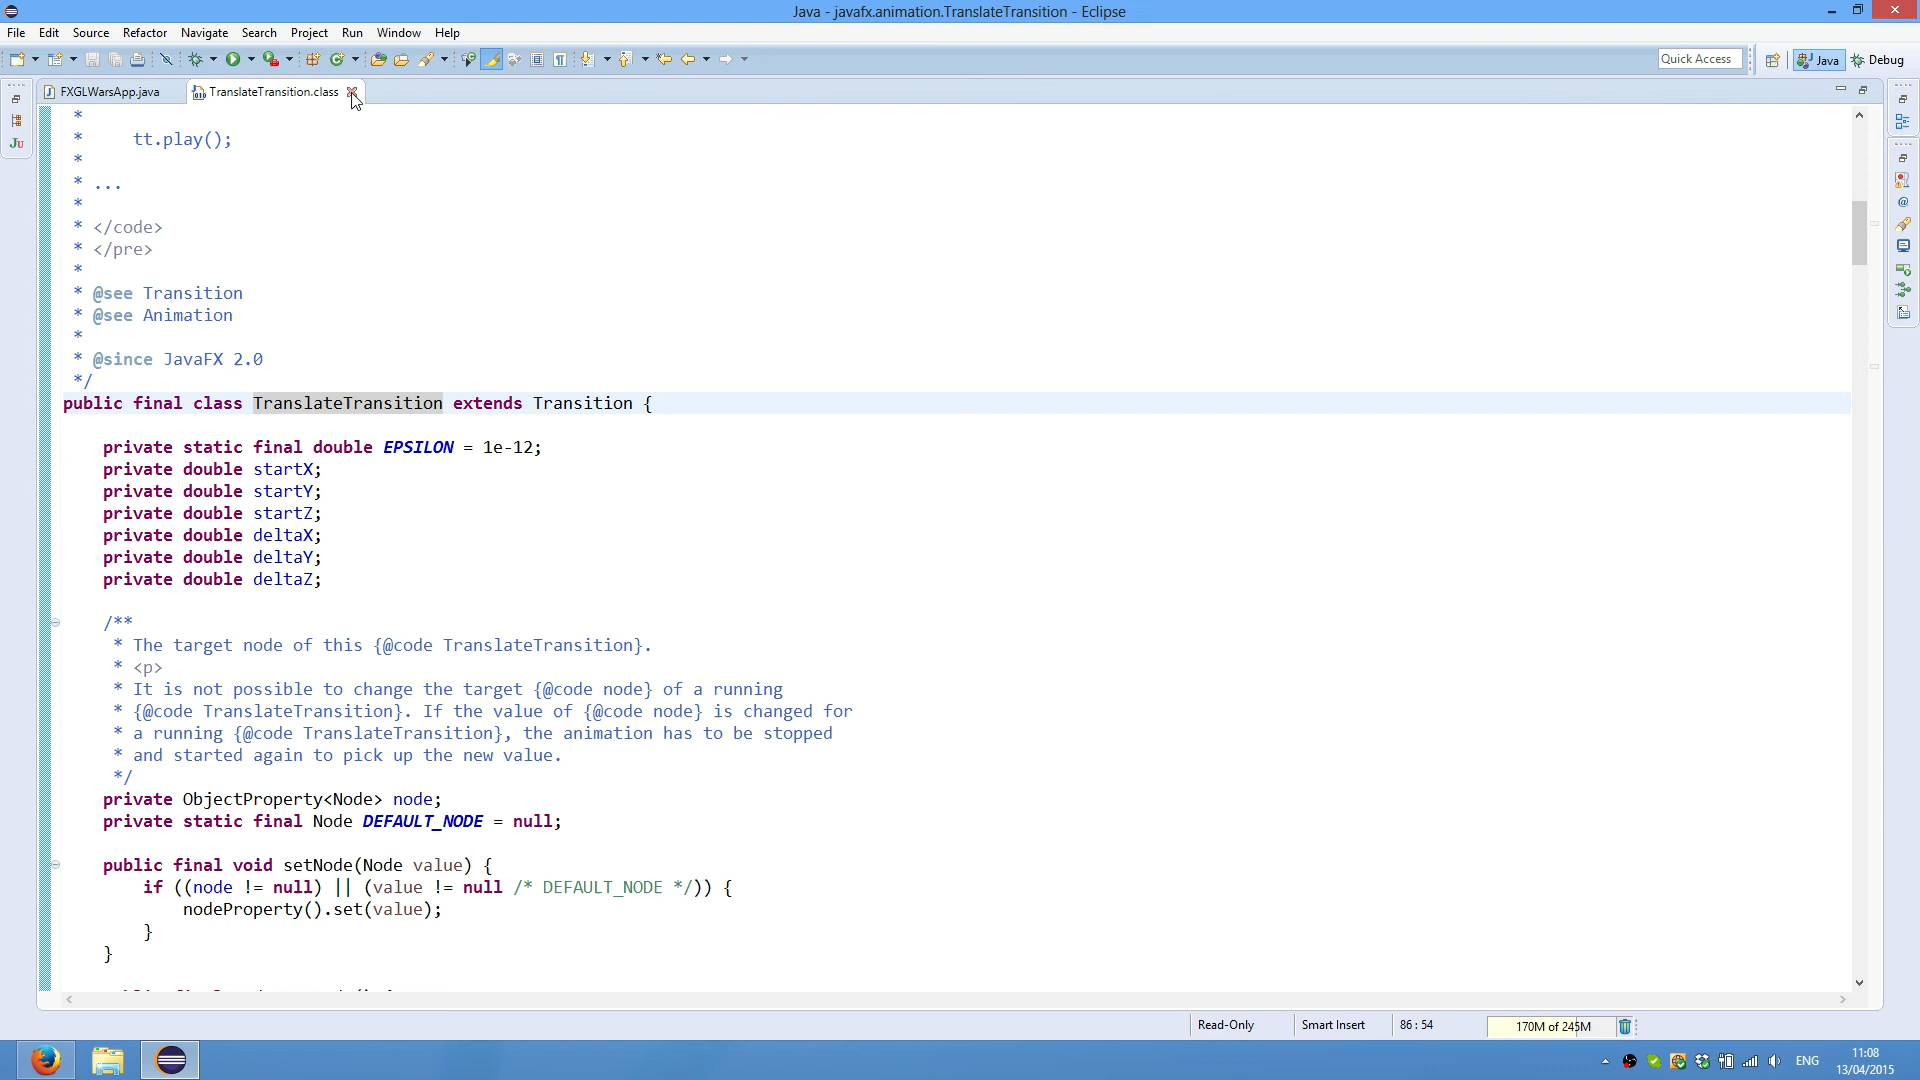 Java - javafx.animation.TranslateTransition - Eclipse
File Edit Source Refactor Navigate Search Project Run Window Help
Quick Access Java Debug
FXGLWarsApp.java TranslateTransition.class
*
* tt.play();
*
* ...
*
* </code>
* </pre>
*
* @see Transition
* @see Animation
*
* @since JavaFX 2.0
*/
public final class TranslateTransition extends Transition {
private static final double EPSILON = 1e-12;
private double startX;
private double startY;
private double startZ;
private double deltaX;
private double deltaY;
private double deltaZ;
/**
* The target node of this {@code TranslateTransition}.
* <p>
* It is not possible to change the target {@code node} of a running
* {@code TranslateTransition}. If the value of {@code node} is changed for
* a running {@code TranslateTransition}, the animation has to be stopped
* and started again to pick up the new value.
*/
private ObjectProperty<Node> node;
private static final Node DEFAULT_NODE = null;
public final void setNode(Node value) {
if ((node != null) || (value != null /* DEFAULT_NODE */)) {
nodeProperty().set(value);
}
}
Read-Only Smart Insert 86 : 54 170M of 245M
ENG
11:08
13/04/2015